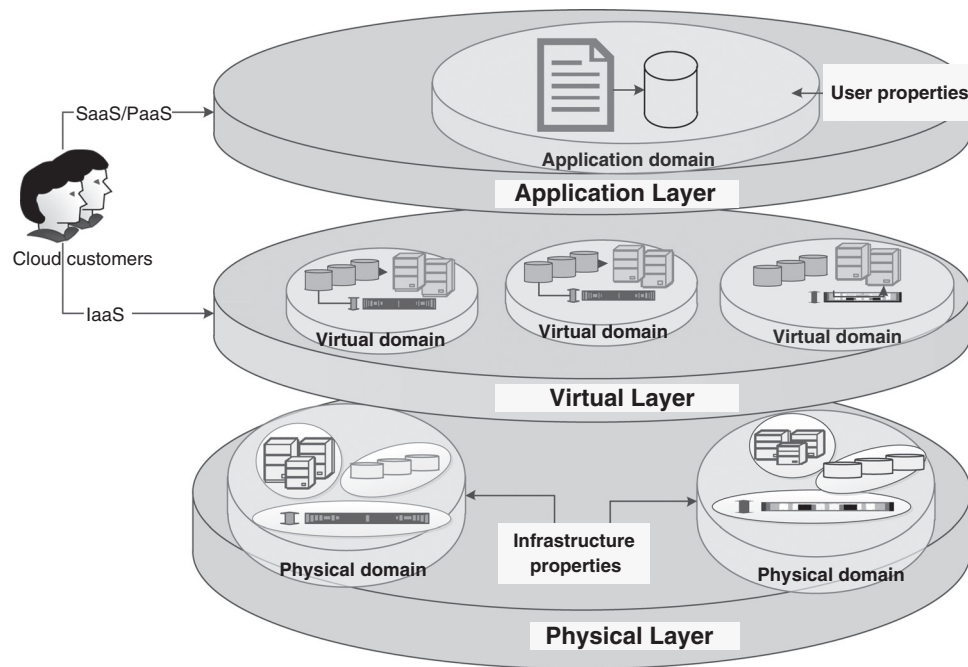 SaaS/PaaS
User properties
Application domain
Application Layer
Cloud customers
IaaS
Virtual domain
Virtual domain
Virtual domain
Virtual Layer
Infrastructure
properties
Physical domain
Physical domain
Physical Layer